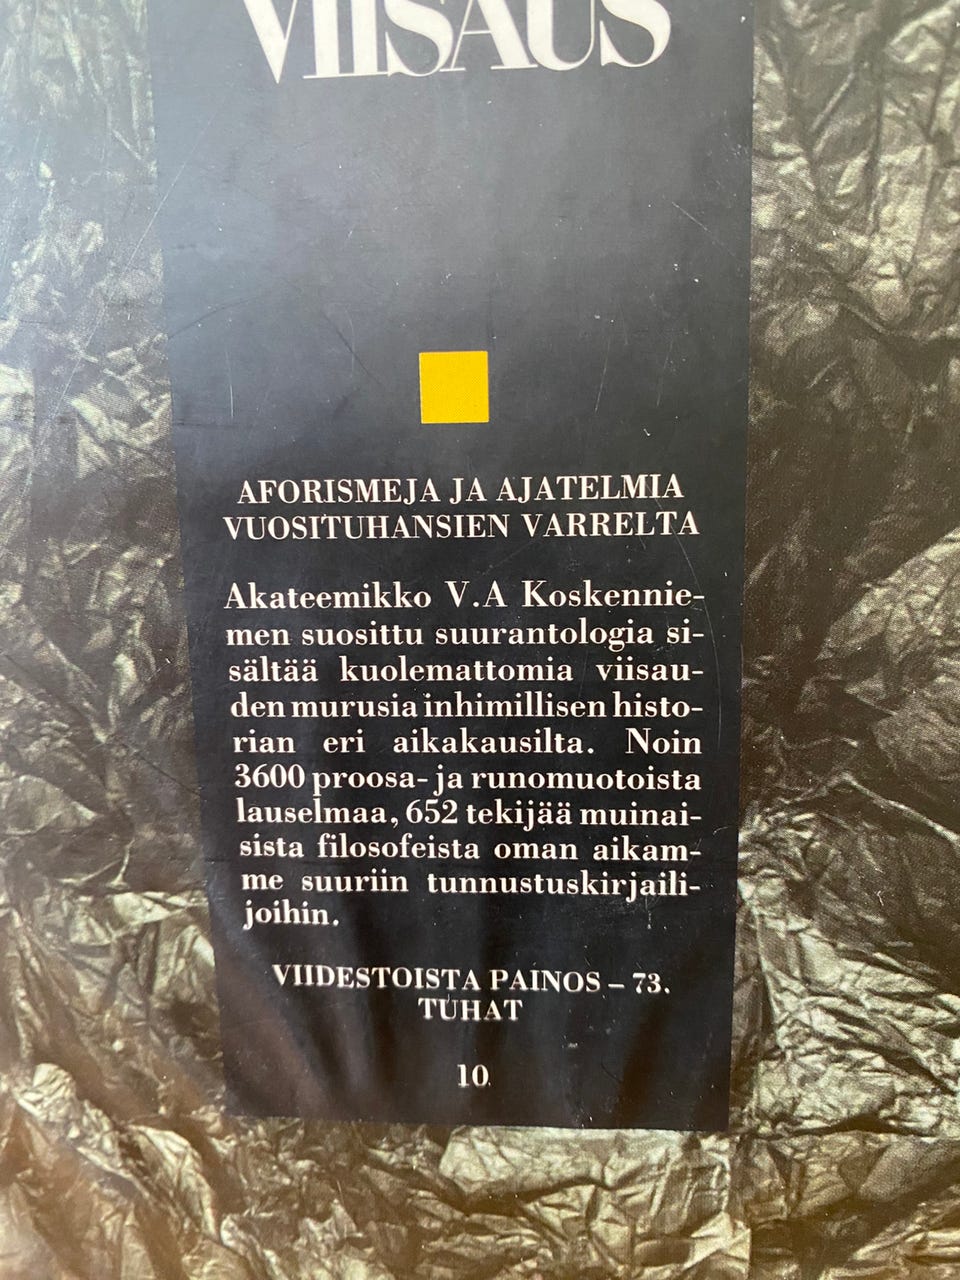 VIISAUS
AFORISMEJA JA AJATELMIA
VUOSITUHANSIEN VARRELTA
Akateemikko V.A Koskennie-
men suosittu suurantologia si-
sältää kuolemattomia viisau-
den murusia inhimillisen histo-
rian eri aikakausilta. Noin
3600 proosa- ja runomuotoista
lauselmaa, 652 tekijää muinai-
sista filosofeista oman aikam-
me suuriin tunnustuskirjaili-
joihin.
VIIDESTOISTA PAINOS – 73.
TUHAT
10